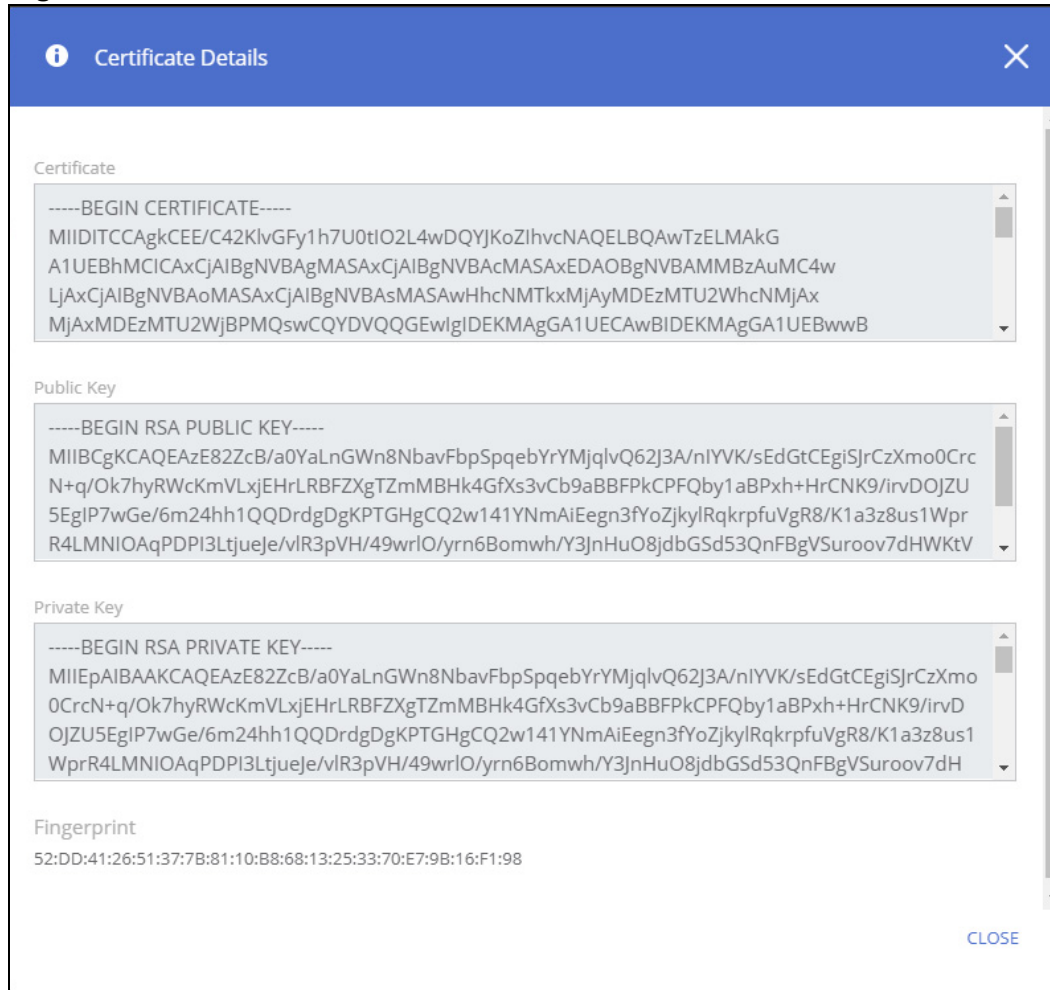 Certificate Details
Certificate
-----BEGIN CERTIFICATE-----
MIIDITCCAgkCEE/C42KlvGFy1h7U0tIO2L4wDQYJKoZIhvcNAQELBQAwTzELMAkG
A1UEBhMCICAxCjAIBgNVBAgMASAxCjAIBgNVBAcMASAxEDAOBgNVBAMMBzAuMC4w
LjAxCjAIBgNVBAoMASAxCjAIBgNVBAsMASAwHhcNMTkxMjAyMDEzMTU2WhcNMjAx
MjAxMDEzMTU2WjBPMQswCQYDVQQGEwIgIDEKMAgGA1UECAwBIDEKMAgGA1UEBwwB
Public Key
-----BEGIN RSA PUBLIC KEY-----
MIIBCgKCAQEAzE82ZcB/a0YaLnGWn8NbavFbpSpqebYrYMjqlvQ62J3A/nIYVK/sEdGtCEgiSJrCzXmo0Crc
N+q/Ok7hyRWcKmVLxjEHrLRBFZXgTZmMBHk4GfXs3vCb9aBBFPkCPFQby1aBPxh+HrCNK9/irvDOJZU
5EgIP7wGe/6m24hh1QQDrdgDgKPTGHgCQ2w141YNmAiEegn3fYoZjkylRqkrpfuVgR8/K1a3z8us1Wpr
R4LMNIOAqPDPI3LtjueJe/vlR3pVH/49wrlO/yrn6Bomwh/Y3JnHuO8jdbGSd53QnFBgVSuroov7dHWKtV
Private Key
-----BEGIN RSA PRIVATE KEY-----
MIIEpAIBAAKCAQEAzE82ZcB/a0YaLnGWn8NbavFbpSpqebYrYMjqlvQ62J3A/nIYVK/sEdGtCEgiSJrCzXmo
0CrcN+q/Ok7hyRWcKmVLxjEHrLRBFZXgTZmMBHk4GfXs3vCb9aBBFPkCPFQby1aBPxh+HrCNK9/irvD
OJZU5EgIP7wGe/6m24hh1QQDrdgDgKPTGHgCQ2w141YNmAiEegn3fYoZjkylRqkrpfuVgR8/K1a3z8us1
WprR4LMNIOAqPDPI3LtjueJe/vlR3pVH/49wrlO/yrn6Bomwh/Y3JnHuO8jdbGSd53QnFBgVSuroov7dH
Fingerprint
52:DD:41:26:51:37:7B:81:10:B8:68:13:25:33:70:E7:9B:16:F1:98
CLOSE